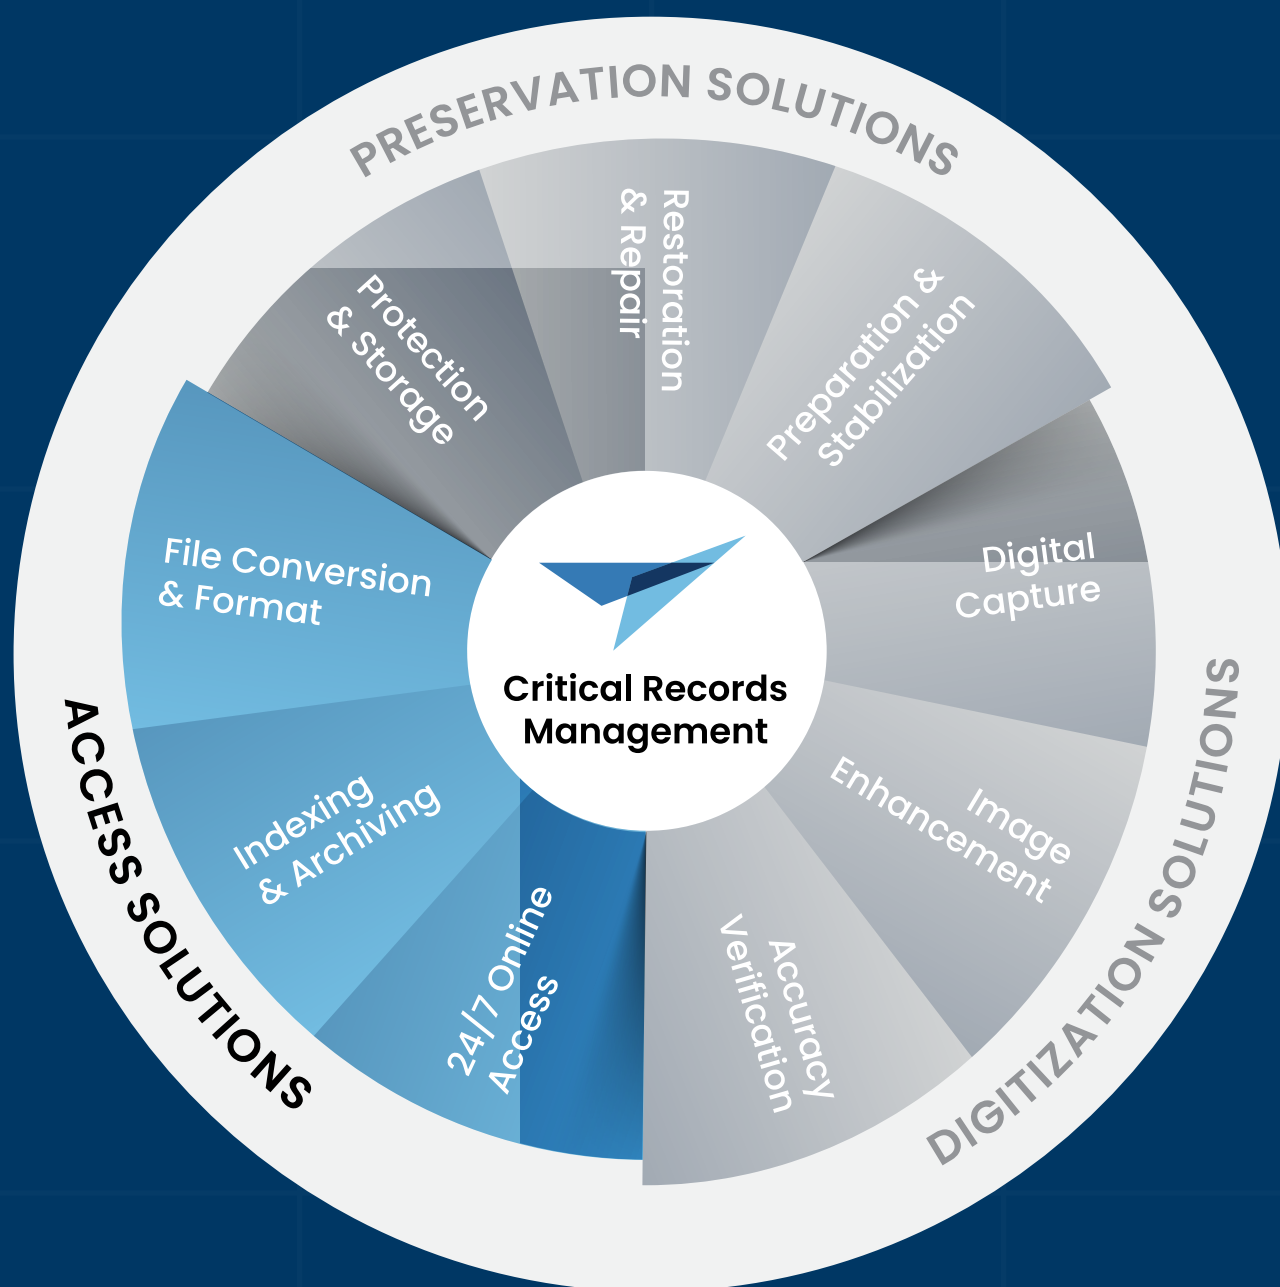 PRESERVATION SOLUTIONS
Protection
& Storage
Restoration
& Repair
Preparation &
Stabilization
Digital
Capture
Image
Enhancement
Accuracy
Verification
DIGITIZATION SOLUTIONS
24/7 Online
Access
Indexing
& Archiving
File Conversion
& Format
ACCESS SOLUTIONS
Critical Records
Management